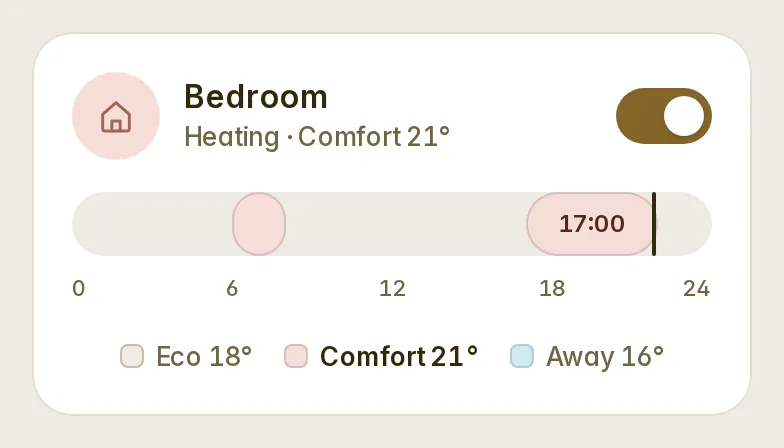 Bedroom
Heating · Comfort 21°
17:00
0 6 12 18 24
Eco 18° Comfort 21° Away 16°